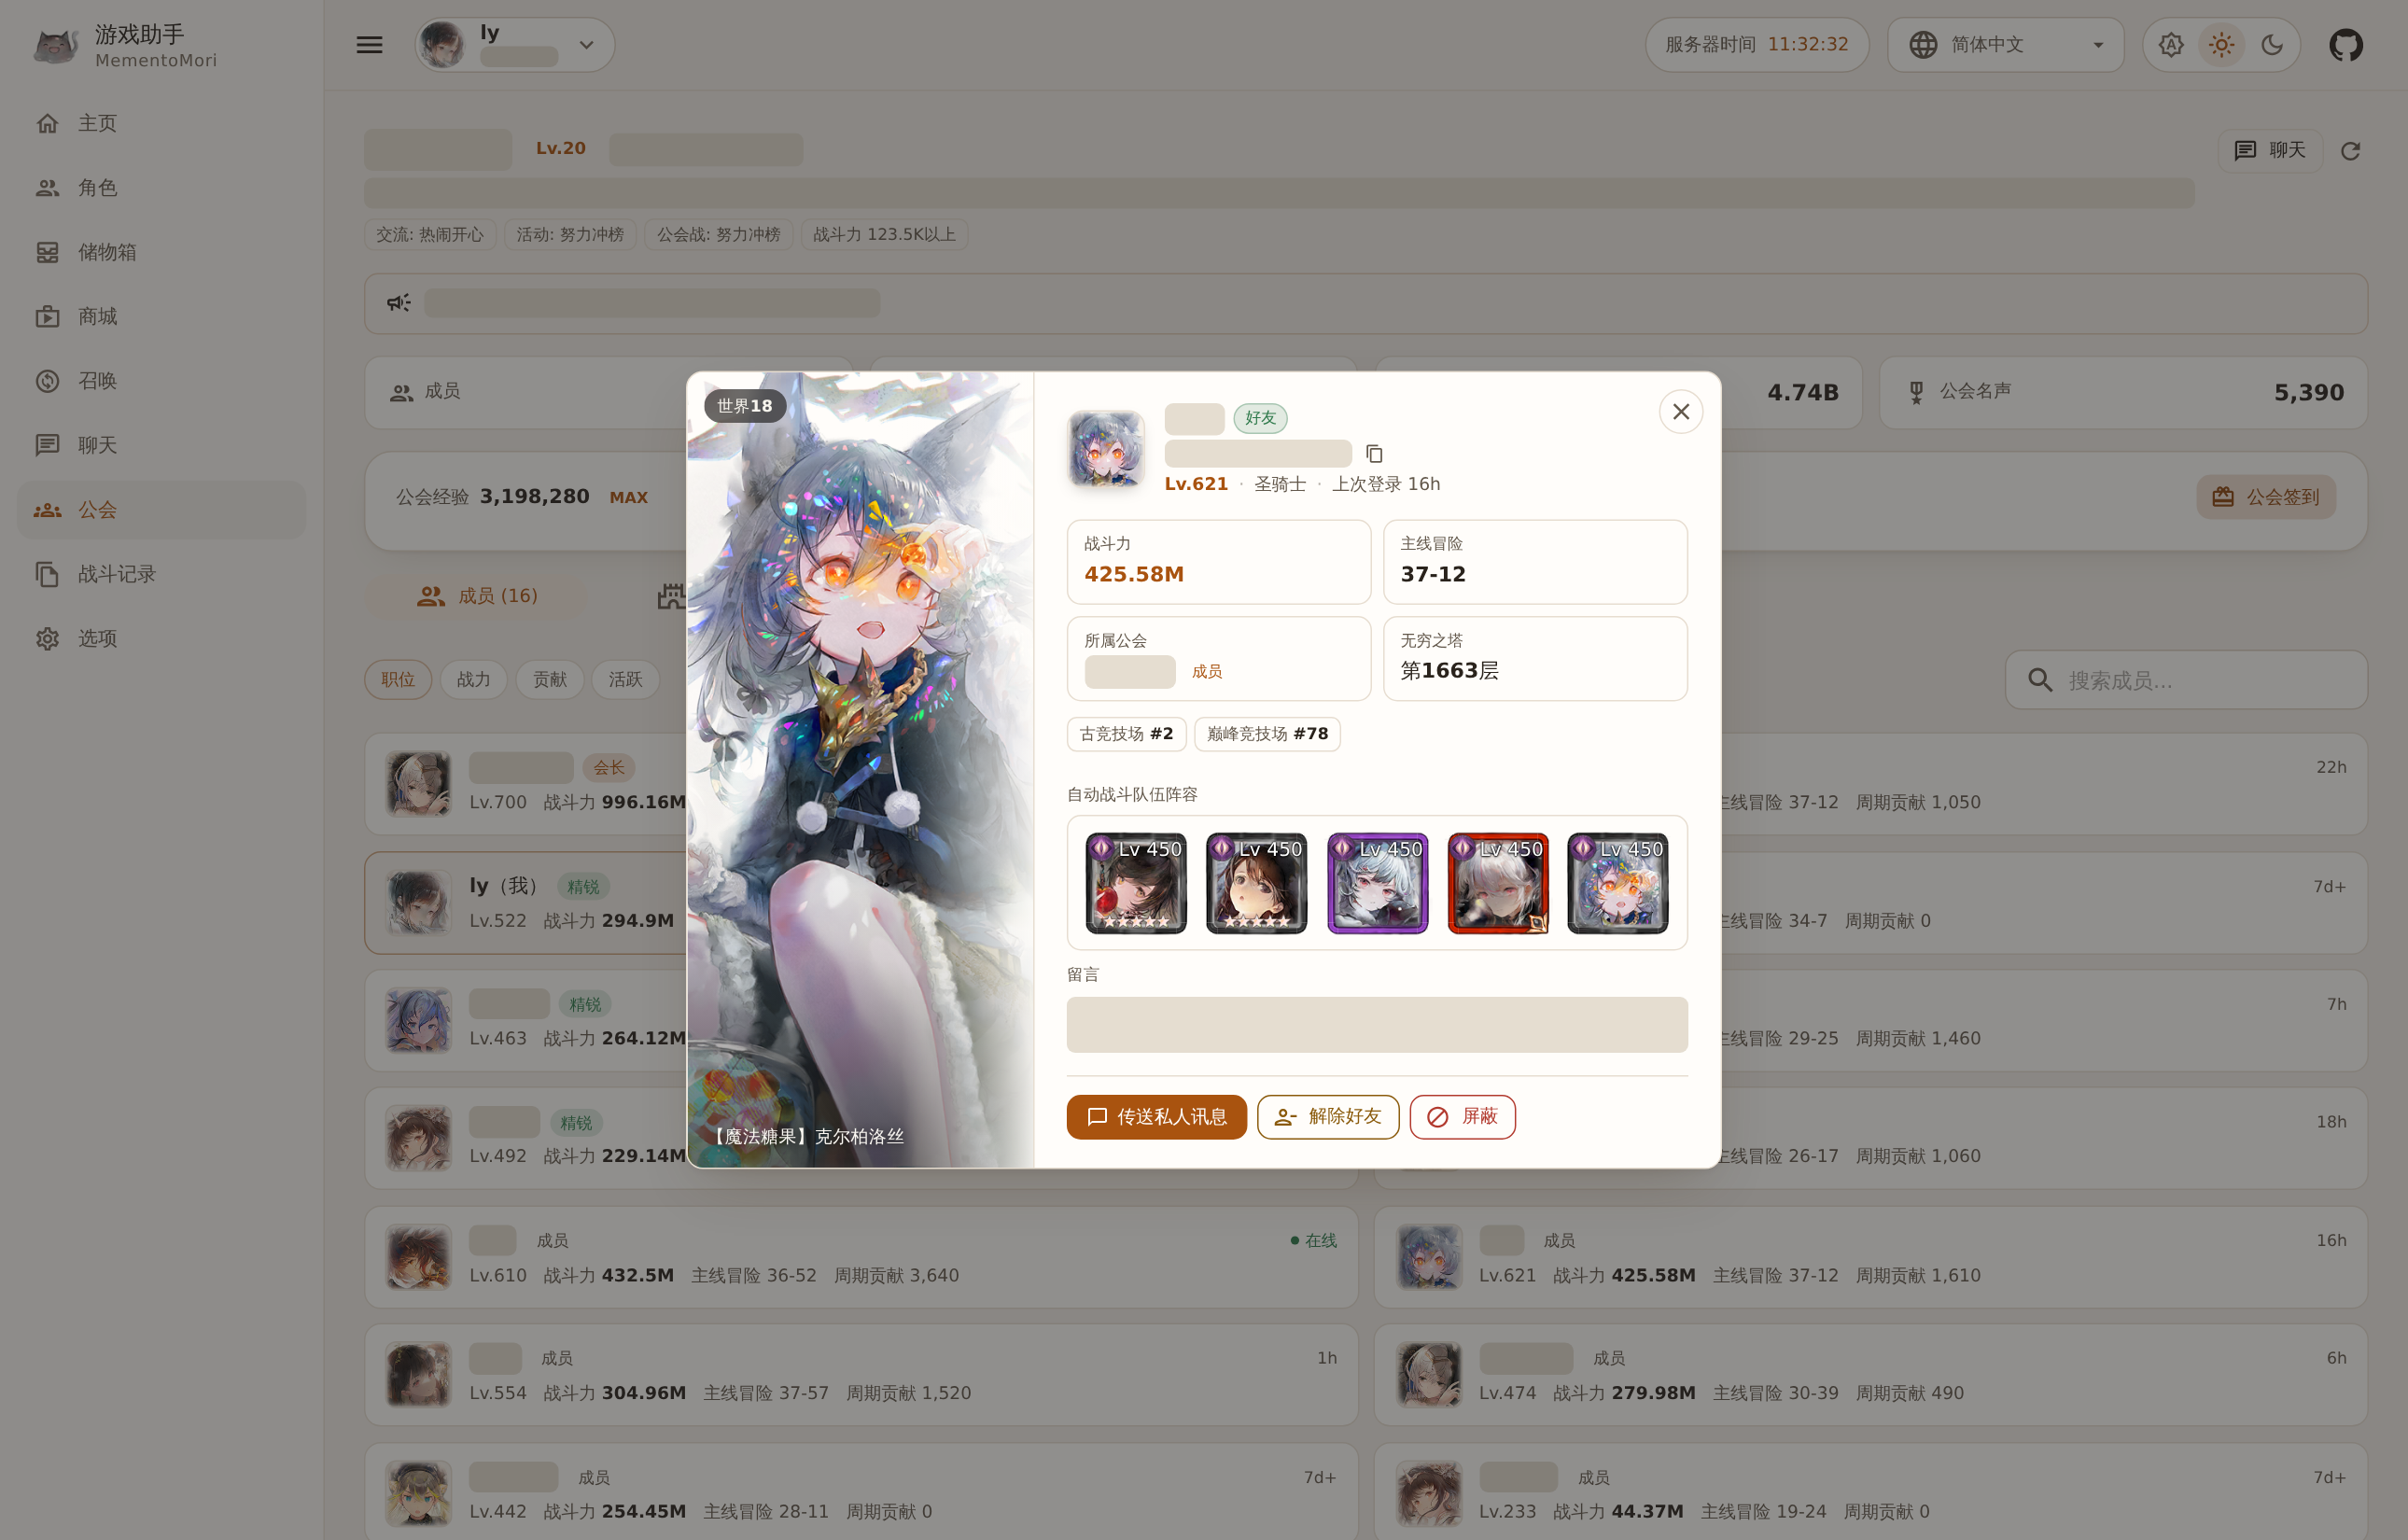 游戏助手
MementoMori
主页
角色
储物箱
商城
召唤
聊天
公会
战斗记录
选项
ly
服务器时间 11:32:32
简体中文
Lv.20
聊天
交流: 热闹开心
活动: 努力冲榜
公会战: 努力冲榜
战斗力 123.5K以上
成员
4.74B
公会名声
5,390
公会经验 3,198,280 MAX
公会签到
成员 (16)
职位
战力
贡献
活跃
搜索成员...
会长
Lv.700 战斗力 996.16M
22h
主线冒险 37-12 周期贡献 1,050
ly（我） 精锐
Lv.522 战斗力 294.9M
7d+
主线冒险 34-7 周期贡献 0
精锐
Lv.463 战斗力 264.12M
7h
主线冒险 29-25 周期贡献 1,460
精锐
Lv.492 战斗力 229.14M
18h
主线冒险 26-17 周期贡献 1,060
成员
在线
Lv.610 战斗力 432.5M 主线冒险 36-52 周期贡献 3,640
成员
16h
Lv.621 战斗力 425.58M 主线冒险 37-12 周期贡献 1,610
成员
1h
Lv.554 战斗力 304.96M 主线冒险 37-57 周期贡献 1,520
成员
6h
Lv.474 战斗力 279.98M 主线冒险 30-39 周期贡献 490
成员
7d+
Lv.442 战斗力 254.45M 主线冒险 28-11 周期贡献 0
成员
7d+
Lv.233 战斗力 44.37M 主线冒险 19-24 周期贡献 0
世界18
【魔法糖果】克尔柏洛丝
好友
Lv.621 · 圣骑士 · 上次登录 16h
战斗力
425.58M
主线冒险
37-12
所属公会
成员
无穷之塔
第1663层
古竞技场 #2
巅峰竞技场 #78
自动战斗队伍阵容
Lv 450
Lv 450
Lv 450
Lv 450
Lv 450
留言
传送私人讯息
解除好友
屏蔽